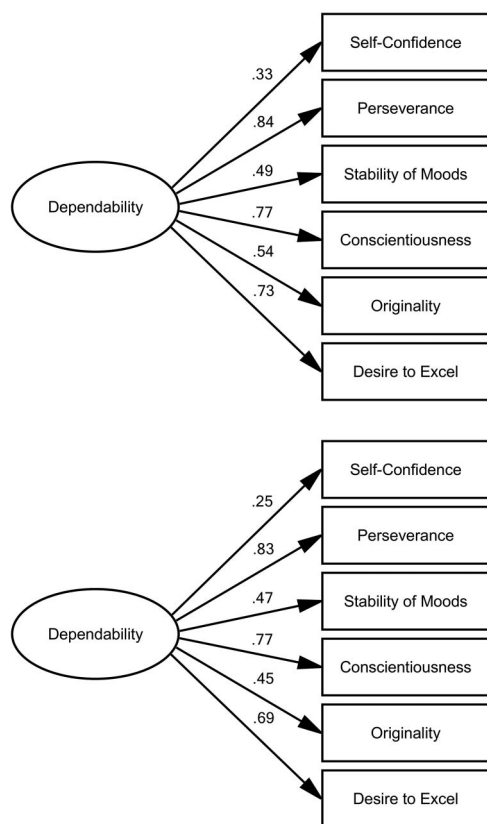 Self-Confidence
.33
Perseverance
.84
Stability of Moods
.49
Dependability
.77
Conscientiousness
.54
Originality
.73
Desire to Excel
Self-Confidence
.25
Perseverance
.83
Stability of Moods
.47
Dependability
.77
Conscientiousness
.45
Originality
.69
Desire to Excel